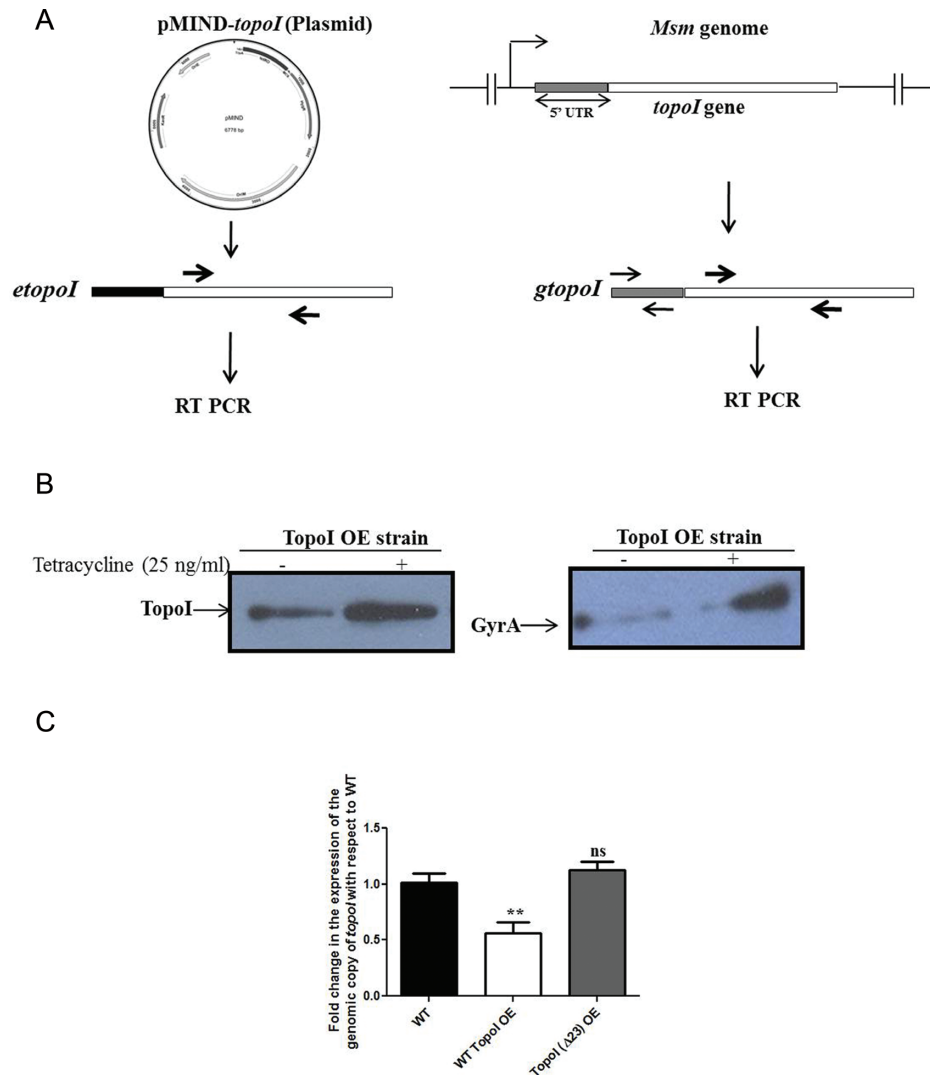 A
pMIND-topoI (Plasmid)
Msm genome
pMIND
6778 bp
5' UTR
topoI gene
etopoI
gtopoI
RT PCR
RT PCR
B
TopoI OE strain
TopoI OE strain
Tetracycline (25 ng/ml)
-
+
-
+
TopoI
GyrA
C
Fold change in the expression of the
genomic copy of topoI with respect to WT
1.5
1.0
0.5
0.0
**
ns
WT
WT TopoI OE
TopoI (Δ23) OE